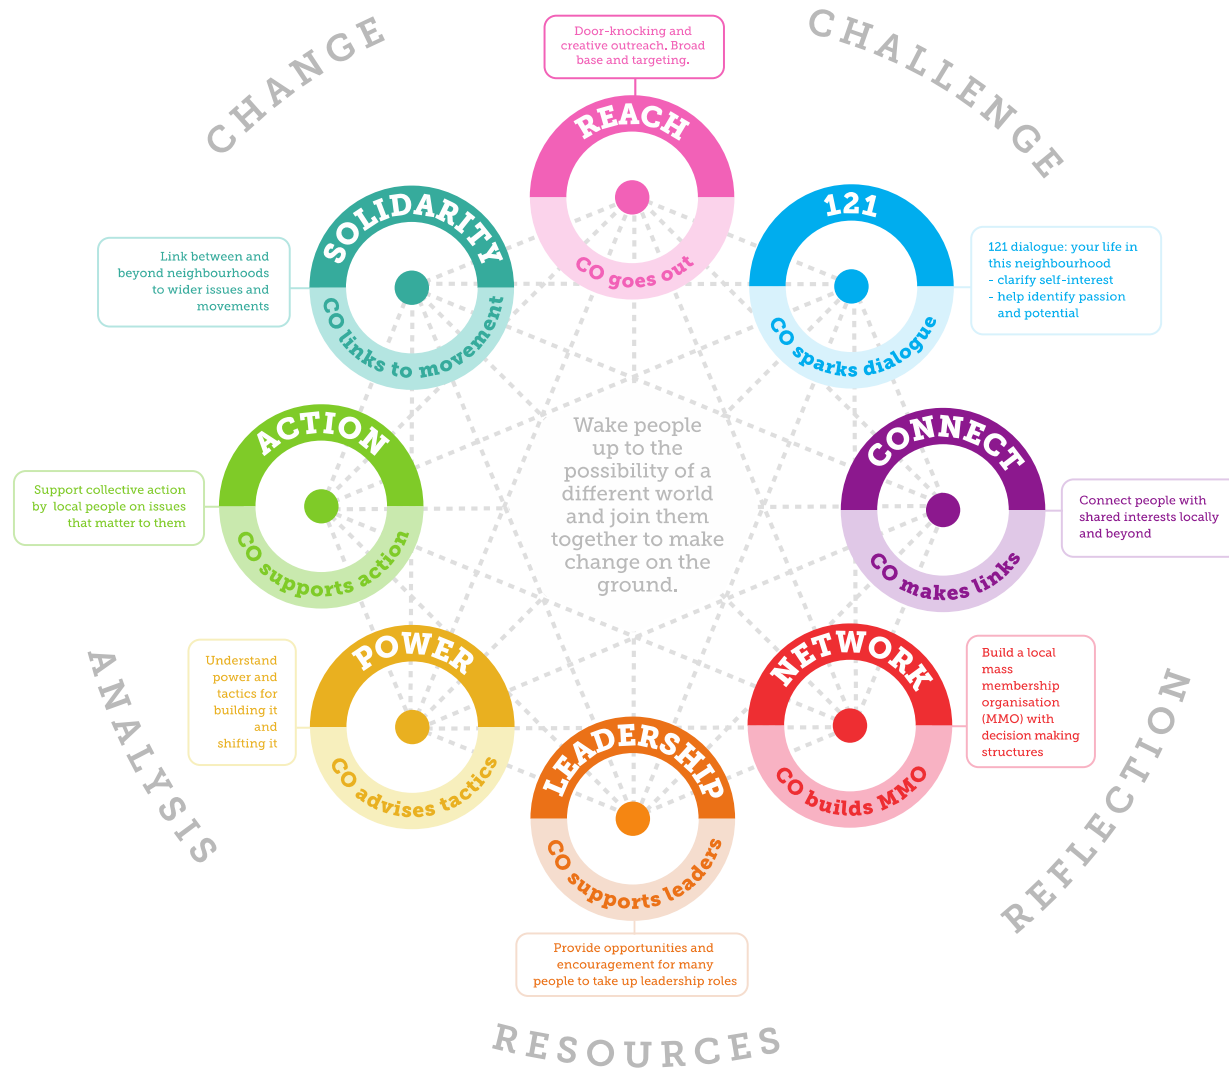 CHANGE
CHALLENGE
Door-knocking and
creative outreach. Broad
base and targeting.
REACH
CO goes out
121
CO sparks dialogue
121 dialogue: your life in
this neighbourhood
- clarify self-interest
- help identify passion
and potential
CONNECT
CO makes links
Connect people with
shared interests locally
and beyond
NETWORK
CO builds MMO
Build a local
mass
membership
organisation
(MMO) with
decision making
structures
REFLECTION
LEADERSHIP
CO supports leaders
Provide opportunities and
encouragement for many
people to take up leadership roles
RESOURCES
POWER
CO advises tactics
Understand
power and
tactics for
building it
and
shifting it
ANALYSIS
ACTION
CO supports action
Support collective action
by local people on issues
that matter to them
SOLIDARITY
CO links to movement
Link between and
beyond neighbourhoods
to wider issues and
movements
Wake people
up to the
possibility of a
different world
and join them
together to make
change on the
ground.